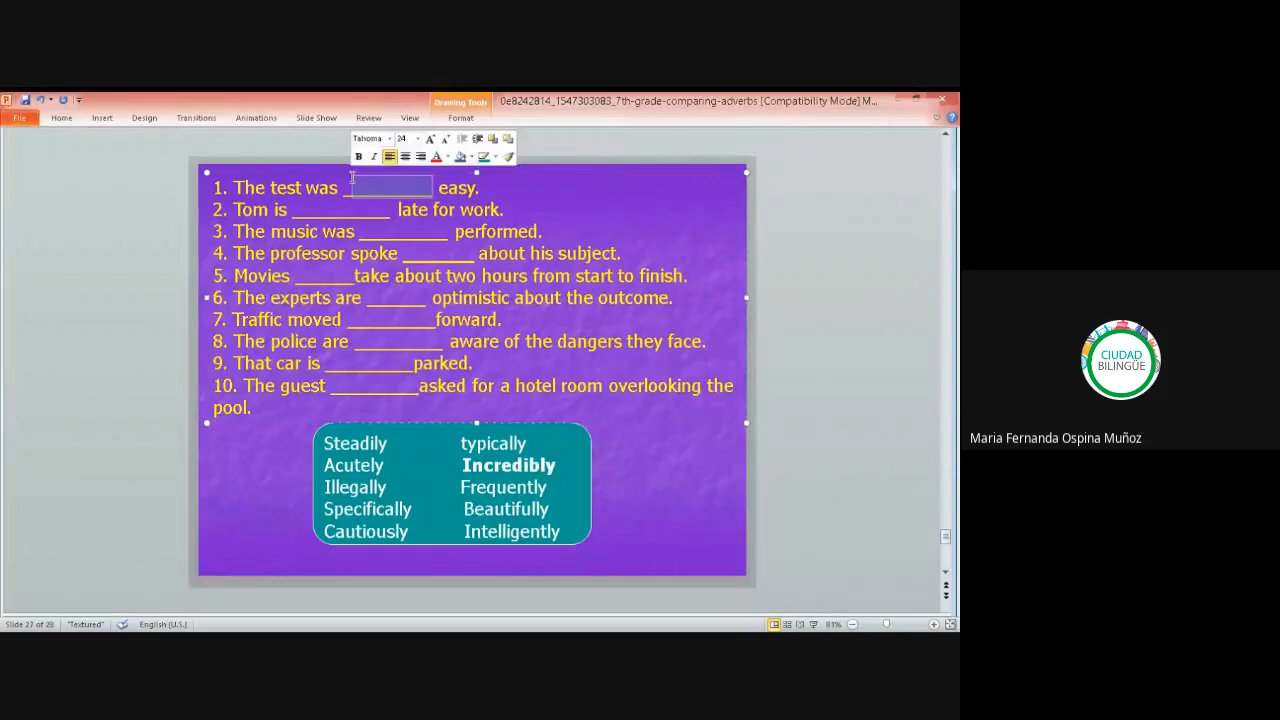 0e8242814_1547303083_7th-grade-comparing-adverbs [Compatibility Mode] M...
Drawing Tools
File Home Insert Design Transitions Animations Slide Show Review View Format
Tahoma 24
B I
1. The test was __________ easy.
2. Tom is __________ late for work.
3. The music was _________ performed.
4. The professor spoke _______ about his subject.
5. Movies ______take about two hours from start to finish.
6. The experts are ______ optimistic about the outcome.
7. Traffic moved _________forward.
8. The police are _________ aware of the dangers they face.
9. That car is _________parked.
10. The guest _________asked for a hotel room overlooking the
pool.
Steadily typically
Acutely Incredibly
Illegally Frequently
Specifically Beautifully
Cautiously Intelligently
Slide 27 of 28 "Textured" English (U.S.) 81%
CIUDAD
BILINGÜE
Maria Fernanda Ospina Muñoz